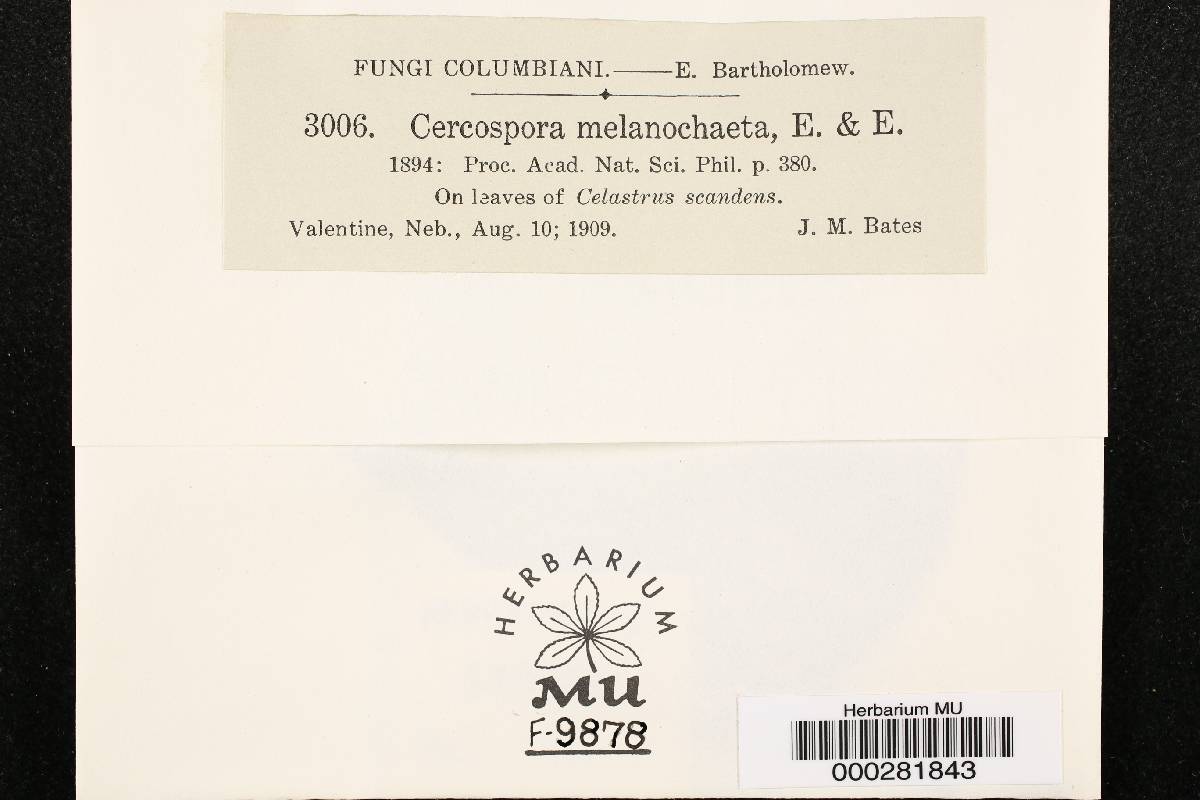 FUNGI COLUMBIANI.——E. Bartholomew.
3006. Cercospora melanochaeta, E. & E.
1894: Proc. Acad. Nat. Sci. Phil. p. 380.
On leaves of Celastrus scandens.
Valentine, Neb., Aug. 10; 1909. J. M. Bates
HERBARIUM
MU
F-9878
Herbarium MU
000281843